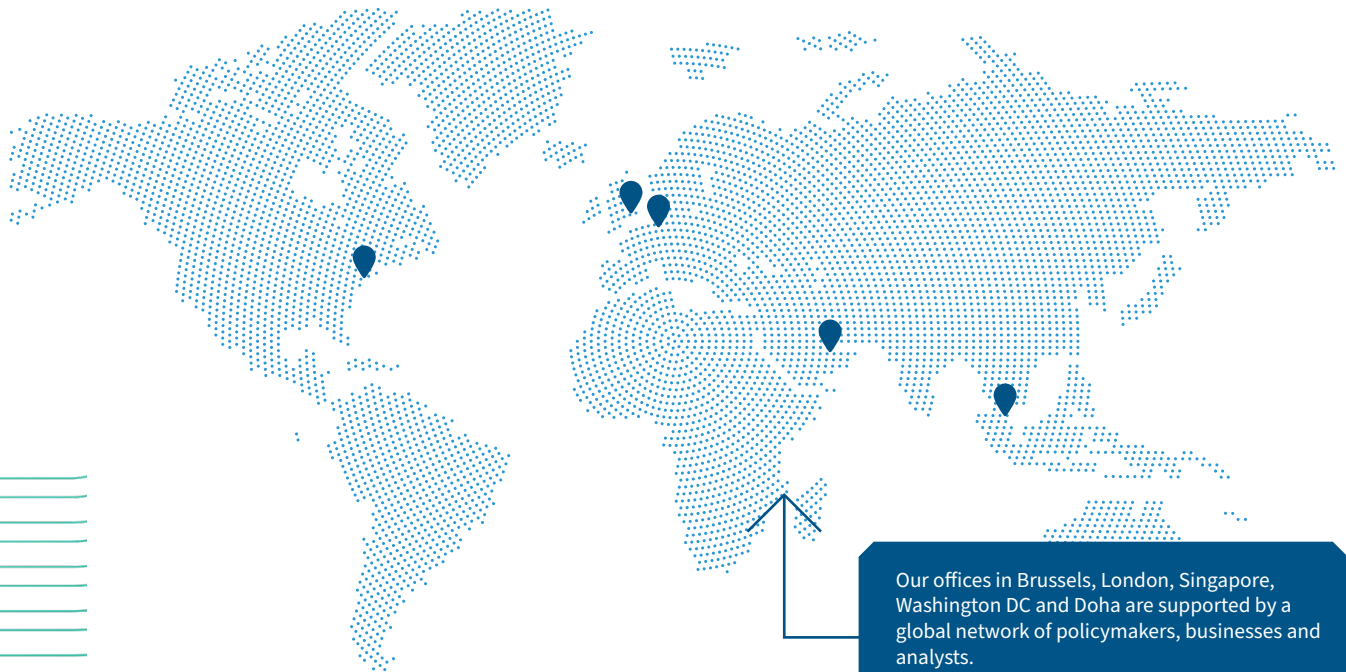 Our offices in Brussels, London, Singapore,
Washington DC and Doha are supported by a
global network of policymakers, businesses and
analysts.